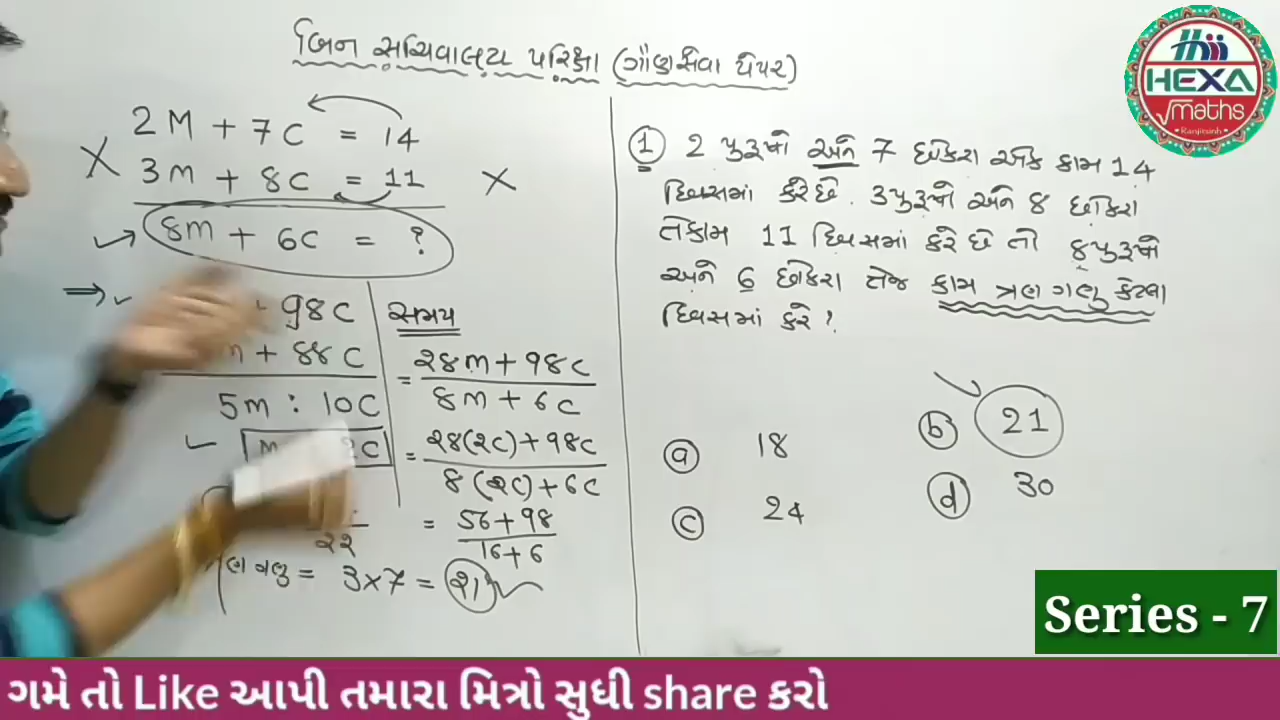 બિન સચિવાલય પરિક્ષા (ગૌણસેવા પેપર)
2M + 7C = 14
3M + 8C = 11
8M + 6C = ?
98C
M + 88C
5M : 10C
M 2C
22
ગણુ = 3×7 = 21
સમય
= 28M + 98C
8M + 6C
= 28(2C) + 98C
8(2C) + 6C
= 56 + 98
16 + 6
① 2 પુરૂષો અને 7 છોકરા એક કામ 14
દિવસમાં કરે છે. 3 પુરૂષો અને 8 છોકરા
તે કામ 11 દિવસમાં કરે છે તો 8 પુરૂષો
અને 6 છોકરા તેજ કામ ત્રણ ગણુ કેટલા
દિવસમાં કરે ?
ⓐ 18
ⓑ 21
ⓒ 24
ⓓ 30
HEXA
√maths
Ranjitsinh
Series - 7
ગમે તો Like આપી તમારા મિત્રો સુધી share કરો